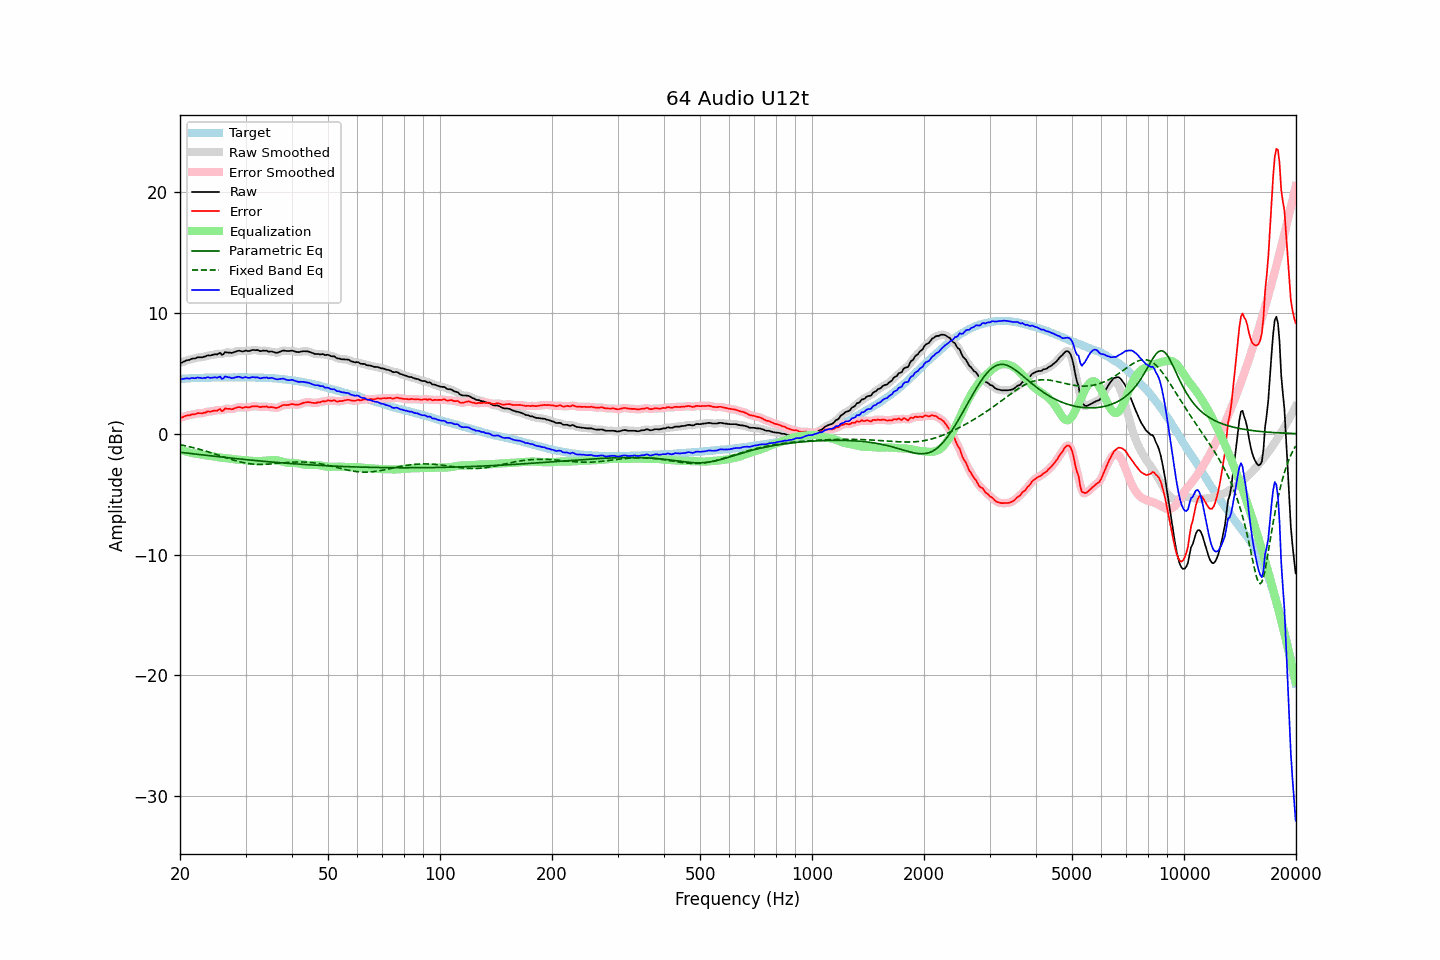 64 Audio U12t
Target
Raw Smoothed
Error Smoothed
Raw
Error
Equalization
Parametric Eq
Fixed Band Eq
Equalized
20
10
0
−10
−20
−30
Amplitude (dBr)
20 50 100 200 500 1000 2000 5000 10000 20000
Frequency (Hz)